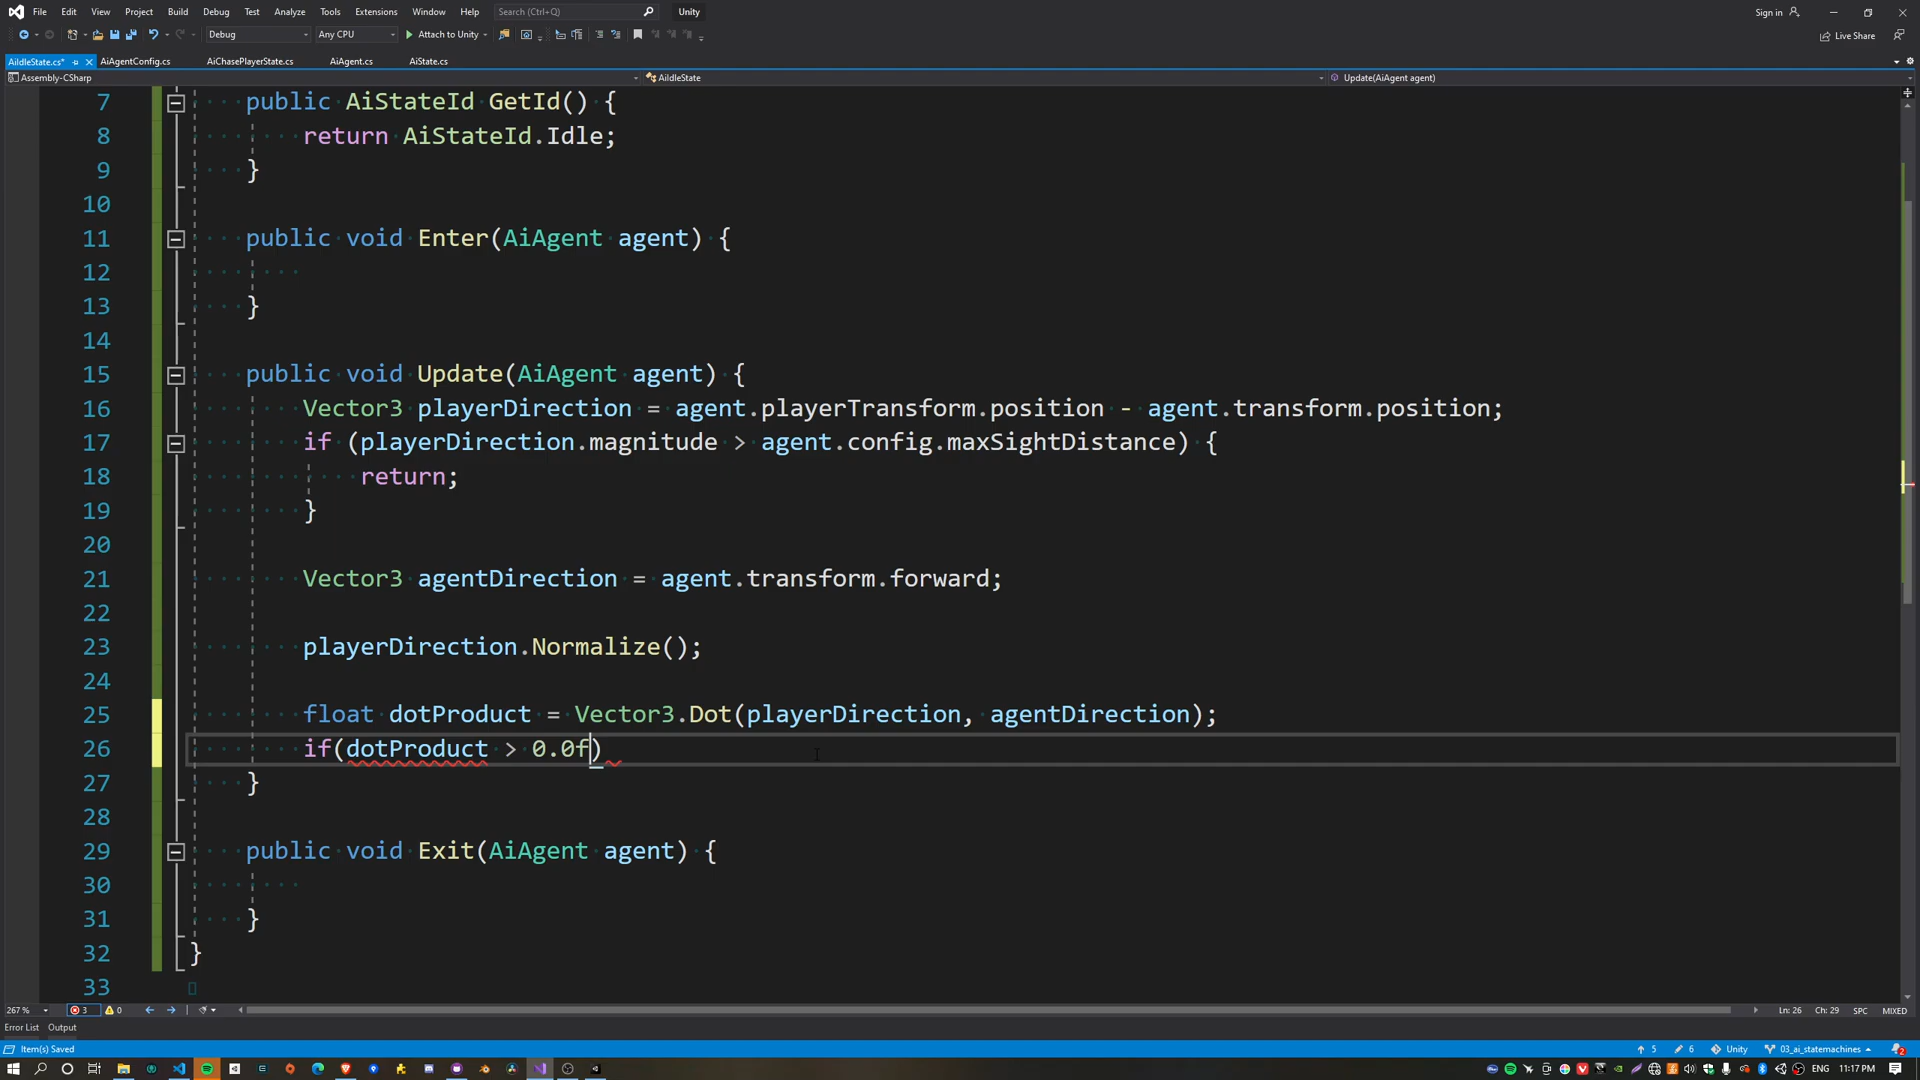 File Edit View Project Build Debug Test Analyze Tools Extensions Window Help Search (Ctrl+Q) Unity Sign in
Debug Any CPU Attach to Unity Live Share
AiIdleState.cs* AiAgentConfig.cs AiChasePlayerState.cs AiAgent.cs AiState.cs
Assembly-CSharp AiIdleState Update(AiAgent agent)
7 public AiStateId GetId() {
8 return AiStateId.Idle;
9 }
10
11 public void Enter(AiAgent agent) {
12
13 }
14
15 public void Update(AiAgent agent) {
16 Vector3 playerDirection = agent.playerTransform.position - agent.transform.position;
17 if (playerDirection.magnitude > agent.config.maxSightDistance) {
18 return;
19 }
20
21 Vector3 agentDirection = agent.transform.forward;
22
23 playerDirection.Normalize();
24
25 float dotProduct = Vector3.Dot(playerDirection, agentDirection);
26 if(dotProduct > 0.0f)
27 }
28
29 public void Exit(AiAgent agent) {
30
31 }
32 }
33
267 % 3 0 Ln: 26 Ch: 29 SPC MIXED
Error List Output
Item(s) Saved 5 6 Unity 03_ai_statemachines 2
ENG 11:17 PM